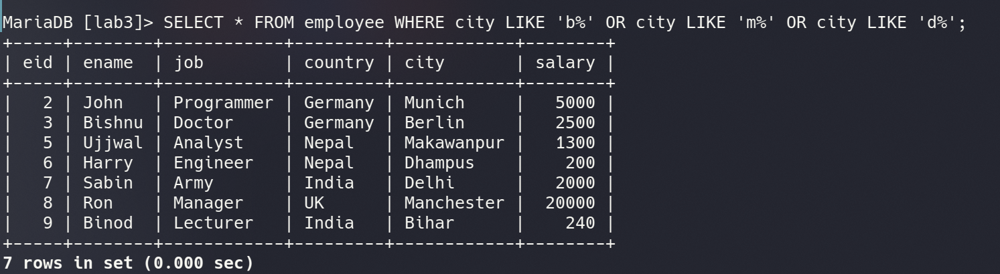 MariaDB [lab3]> SELECT * FROM employee WHERE city LIKE 'b%' OR city LIKE 'm%' OR city LIKE 'd%';
+-----+--------+------------+---------+------------+--------+
| eid | ename  | job        | country | city       | salary |
+-----+--------+------------+---------+------------+--------+
|   2 | John   | Programmer | Germany | Munich     |   5000 |
|   3 | Bishnu | Doctor     | Germany | Berlin     |   2500 |
|   5 | Ujjwal | Analyst    | Nepal   | Makawanpur |   1300 |
|   6 | Harry  | Engineer   | Nepal   | Dhampus    |    200 |
|   7 | Sabin  | Army       | India   | Delhi      |   2000 |
|   8 | Ron    | Manager    | UK      | Manchester |  20000 |
|   9 | Binod  | Lecturer   | India   | Bihar      |    240 |
+-----+--------+------------+---------+------------+--------+
7 rows in set (0.000 sec)